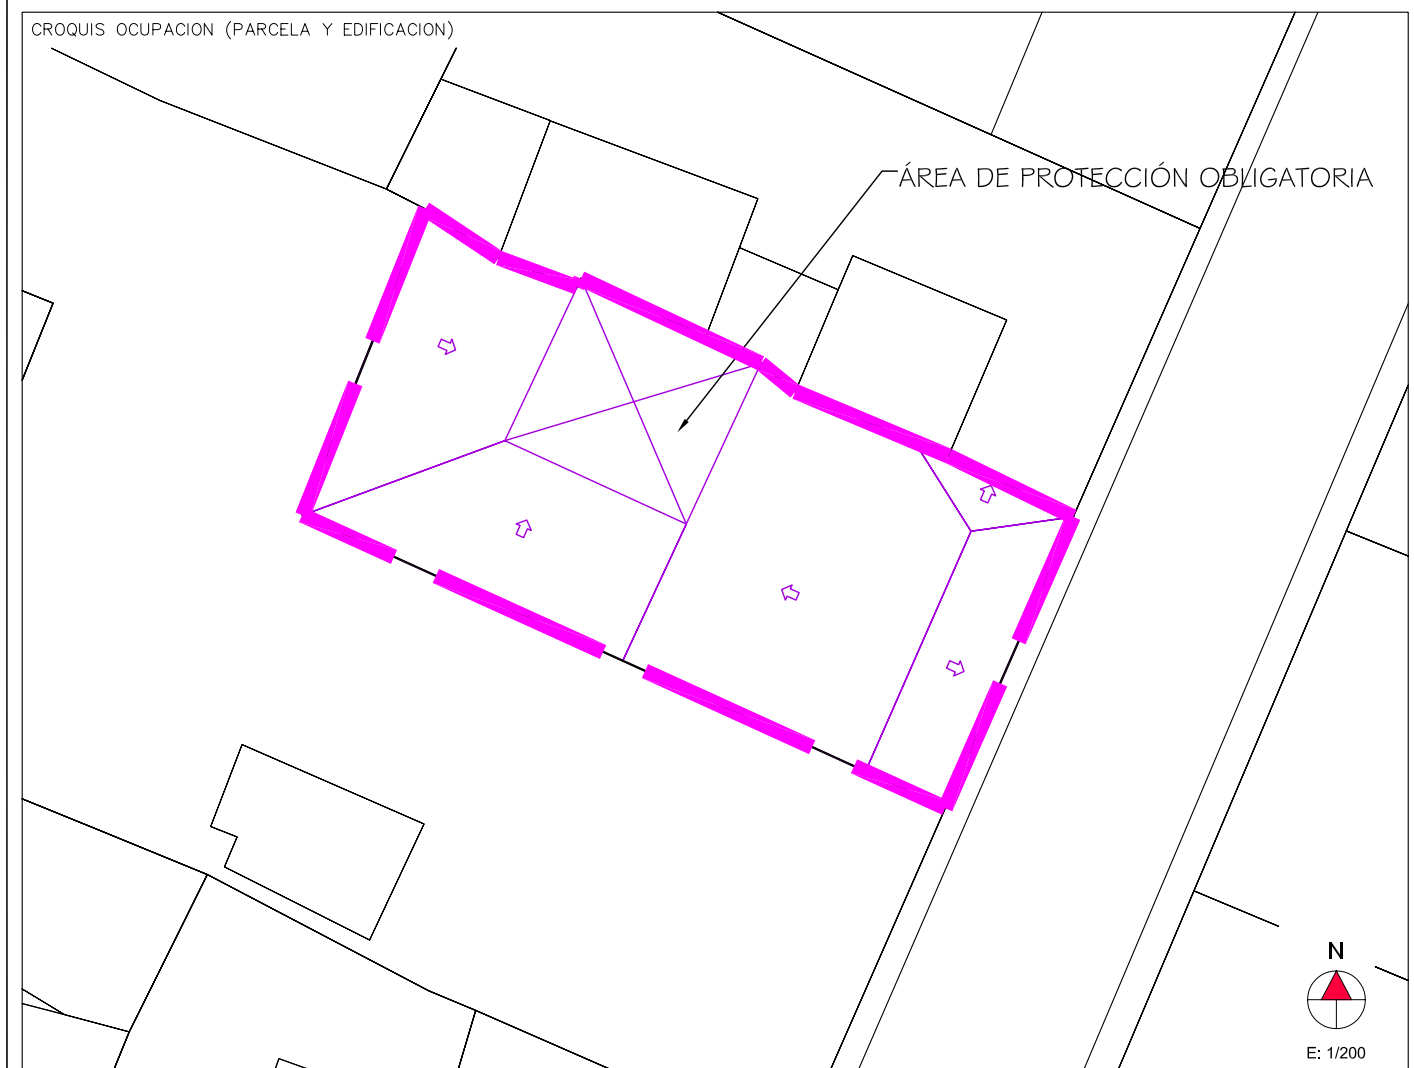 CROQUIS OCUPACION (PARCELA Y EDIFICACION)
ÁREA DE PROTECCIÓN OBLIGATORIA
N
E: 1/200